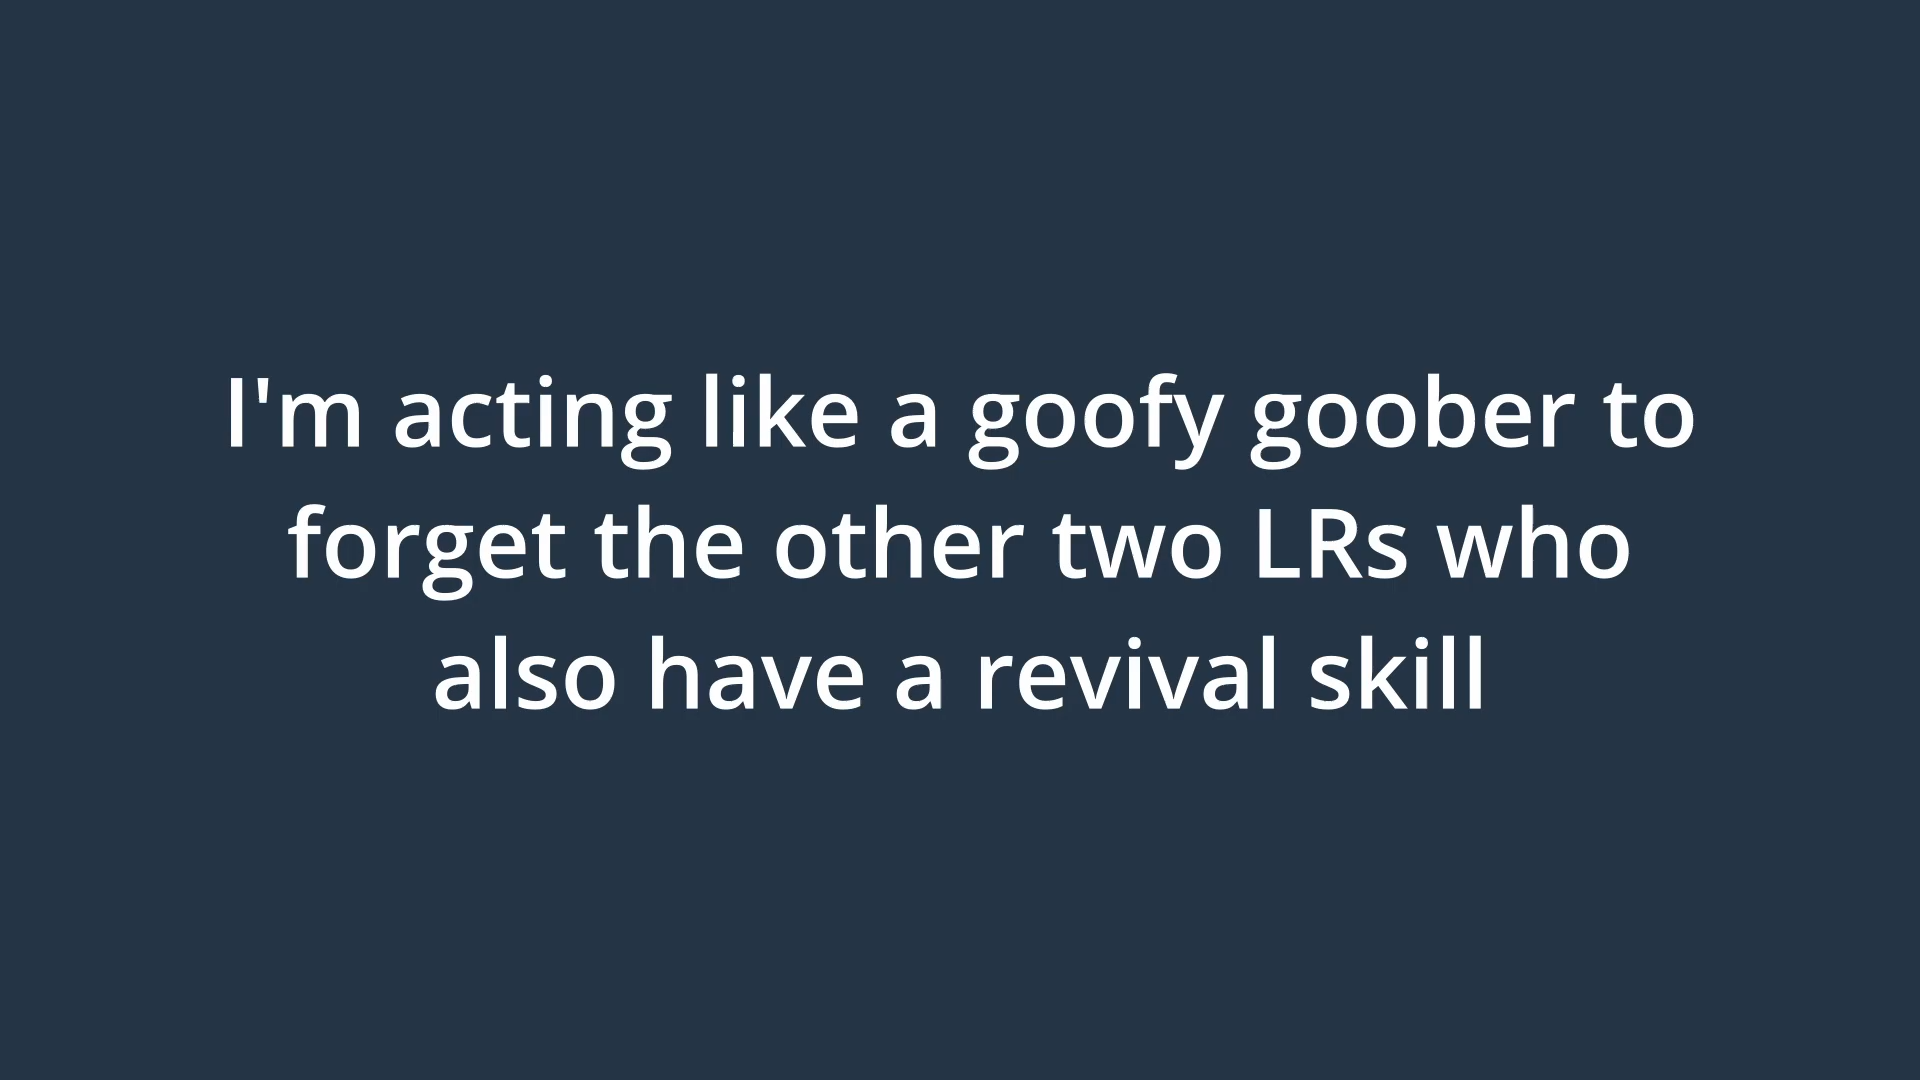 I'm acting like a goofy goober to
forget the other two LRs who
also have a revival skill